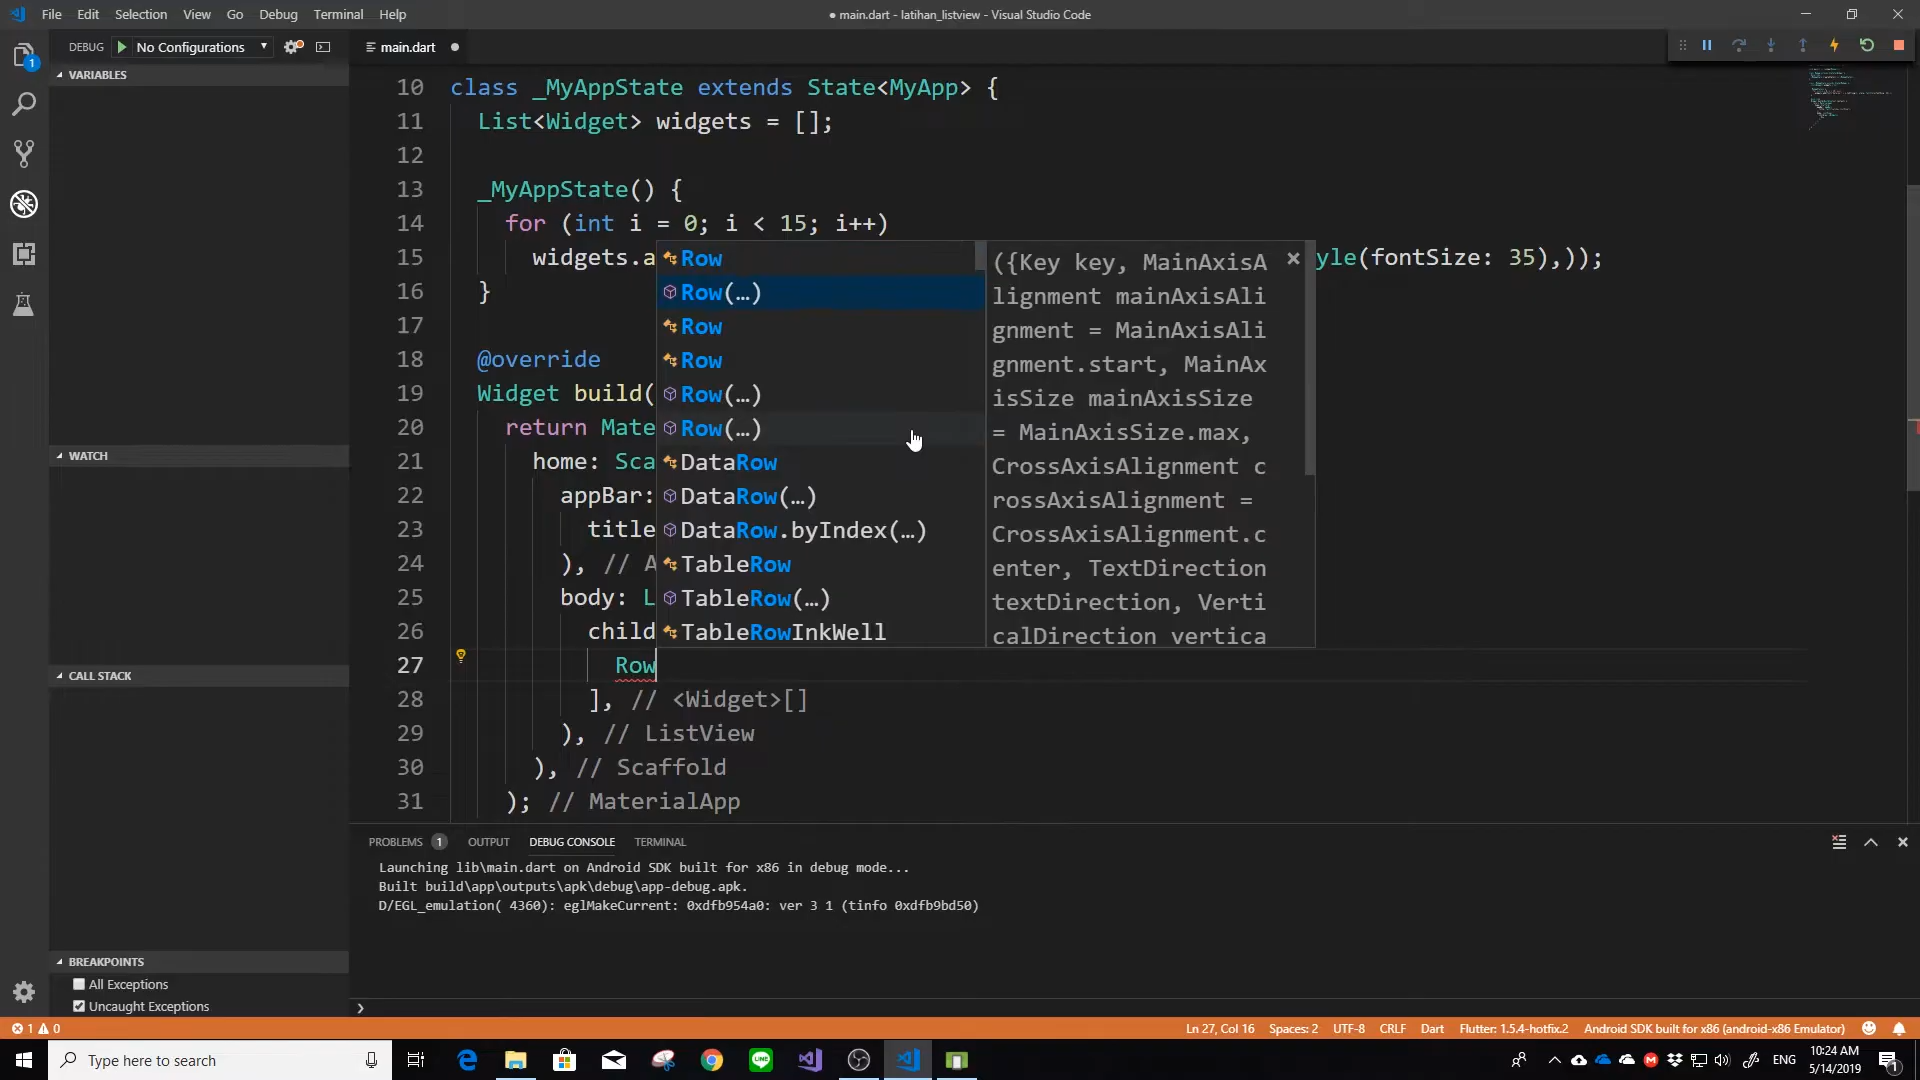 File Edit Selection View Go Debug Terminal Help
● main.dart - latihan_listview - Visual Studio Code
DEBUG No Configurations
main.dart
VARIABLES
WATCH
CALL STACK
BREAKPOINTS
All Exceptions
Uncaught Exceptions
10 class _MyAppState extends State<MyApp> {
11 List<Widget> widgets = [];
12
13 _MyAppState() {
14 for (int i = 0; i < 15; i++)
15 widgets.a yle(fontSize: 35),));
16 }
17
18 @override
19 Widget build(
20 return Mate
21 home: Sca
22 appBar:
23 title
24 ), // A
25 body: L
26 child
27 Row
28 ], // <Widget>[]
29 ), // ListView
30 ), // Scaffold
31 ); // MaterialApp
Row
Row(…)
Row
Row
Row(…)
Row(…)
DataRow
DataRow(…)
DataRow.byIndex(…)
TableRow
TableRow(…)
TableRowInkWell
({Key key, MainAxisA
lignment mainAxisAli
gnment = MainAxisAli
gnment.start, MainAx
isSize mainAxisSize
= MainAxisSize.max,
CrossAxisAlignment c
rossAxisAlignment =
CrossAxisAlignment.c
enter, TextDirection
textDirection, Verti
calDirection vertica
PROBLEMS 1 OUTPUT DEBUG CONSOLE TERMINAL
Launching lib\main.dart on Android SDK built for x86 in debug mode...
Built build\app\outputs\apk\debug\app-debug.apk.
D/EGL_emulation( 4360): eglMakeCurrent: 0xdfb954a0: ver 3 1 (tinfo 0xdfb9bd50)
1 0
Ln 27, Col 16 Spaces: 2 UTF-8 CRLF Dart Flutter: 1.5.4-hotfix.2 Android SDK built for x86 (android-x86 Emulator)
Type here to search
ENG
10:24 AM
5/14/2019